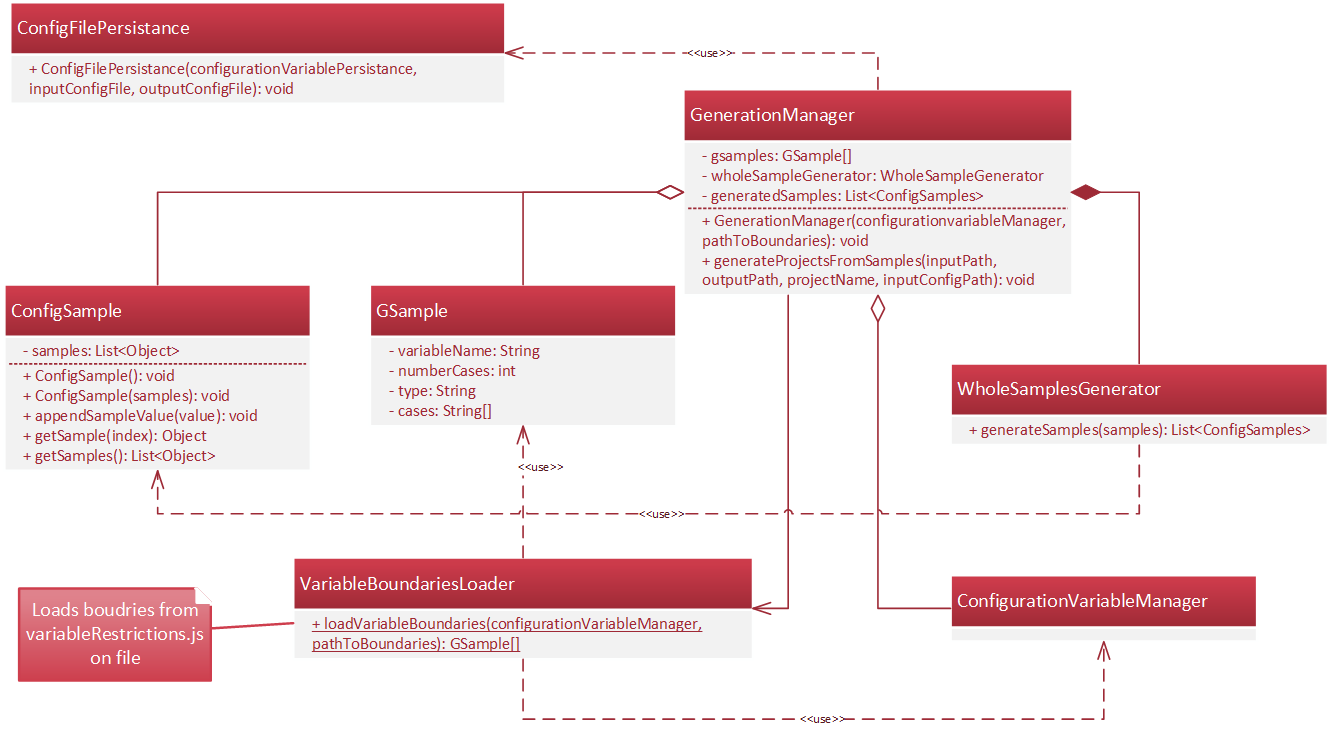 ConfigFilePersistance
+ ConfigFilePersistance(configurationVariablePersistance,
inputConfigFile, outputConfigFile): void
<<use>>
GenerationManager
- gsamples: GSample[]
- wholeSampleGenerator: WholeSampleGenerator
- generatedSamples: List<ConfigSamples>
+ GenerationManager(configurationvariableManager,
pathToBoundaries): void
+ generateProjectsFromSamples(inputPath,
outputPath, projectName, inputConfigPath): void
ConfigSample
- samples: List<Object>
+ ConfigSample(): void
+ ConfigSample(samples): void
+ appendSampleValue(value): void
+ getSample(index): Object
+ getSamples(): List<Object>
GSample
- variableName: String
- numberCases: int
- type: String
- cases: String[]
WholeSamplesGenerator
+ generateSamples(samples): List<ConfigSamples>
<<use>>
<<use>>
VariableBoundariesLoader
+ loadVariableBoundaries(configurationVariableManager,
pathToBoundaries): GSample[]
Loads boudries from
variableRestrictions.js
on file
ConfigurationVariableManager
<<use>>